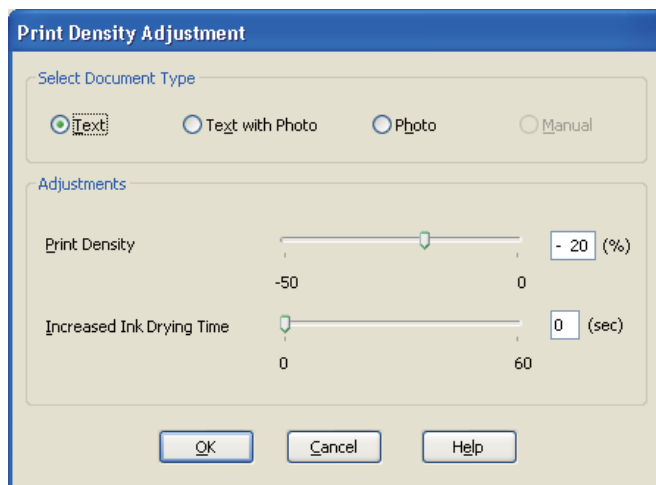 Print Density Adjustment
Select Document Type
Text Text with Photo Photo Manual
Adjustments
Print Density - 20 (%)
-50 0
Increased Ink Drying Time 0 (sec)
0 60
OK Cancel Help